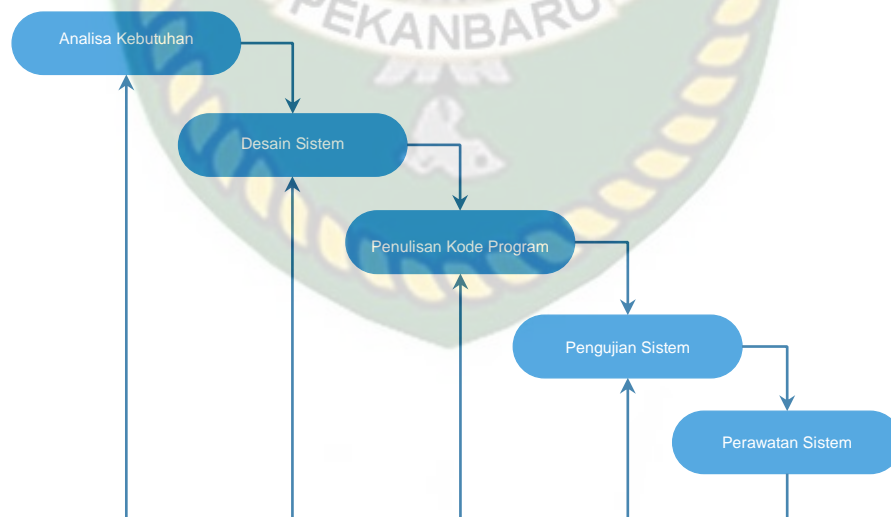 PEKANBARU
Analisa Kebutuhan
Desain Sistem
Penulisan Kode Program
Pengujian Sistem
Perawatan Sistem